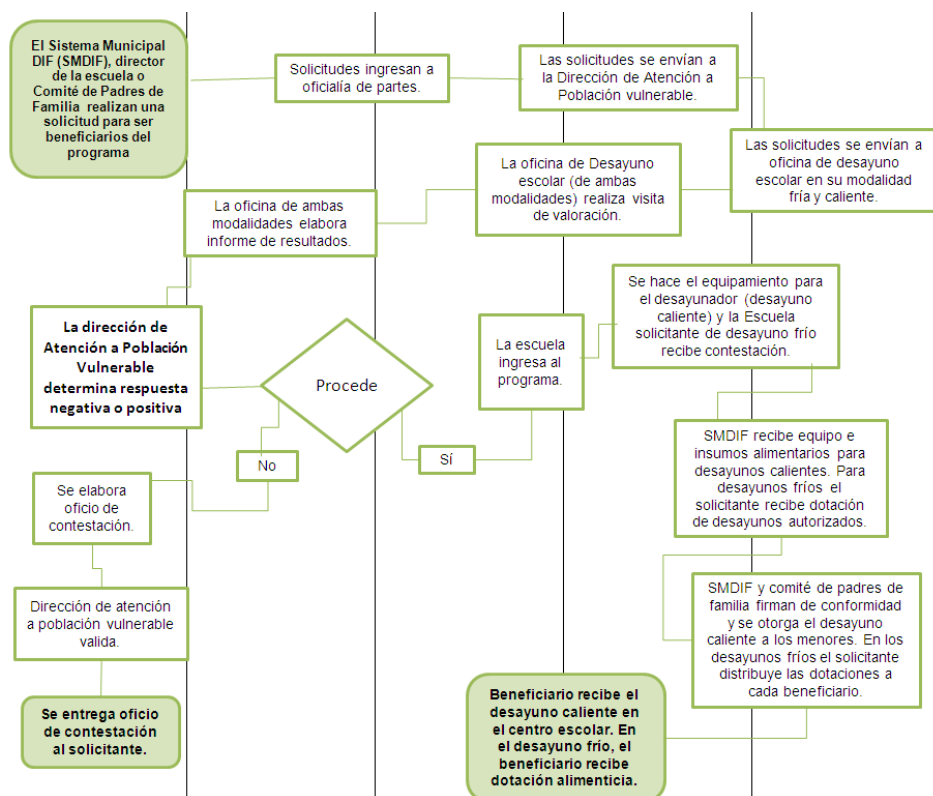 El Sistema Municipal
DIF (SMDIF), director
de la escuela o
Comité de Padres de
Familia realizan una
solicitud para ser
beneficiarios del
programa
Solicitudes ingresan a
oficialía de partes.
Las solicitudes se envían a
la Dirección de Atención a
Población vulnerable.
Las solicitudes se envían a
oficina de desayuno
escolar en su modalidad
fría y caliente.
La oficina de Desayuno
escolar (de ambas
modalidades) realiza visita
de valoración.
La oficina de ambas
modalidades elabora
informe de resultados.
La dirección de
Atención a Población
Vulnerable
determina respuesta
negativa o positiva
Procede
No
Sí
Se elabora
oficio de
contestación.
Dirección de atención
a población vulnerable
valida.
Se entrega oficio
de contestación
al solicitante.
La escuela
ingresa al
programa.
Se hace el equipamiento para
el desayunador (desayuno
caliente) y la Escuela
solicitante de desayuno frío
recibe contestación.
SMDIF recibe equipo e
insumos alimentarios para
desayunos calientes. Para
desayunos fríos el
solicitante recibe dotación
de desayunos autorizados.
SMDIF y comité de padres de
familia firman de conformidad
y se otorga el desayuno
caliente a los menores. En los
desayunos fríos el solicitante
distribuye las dotaciones a
cada beneficiario.
Beneficiario recibe el
desayuno caliente en
el centro escolar. En
el desayuno frío, el
beneficiario recibe
dotación alimenticia.